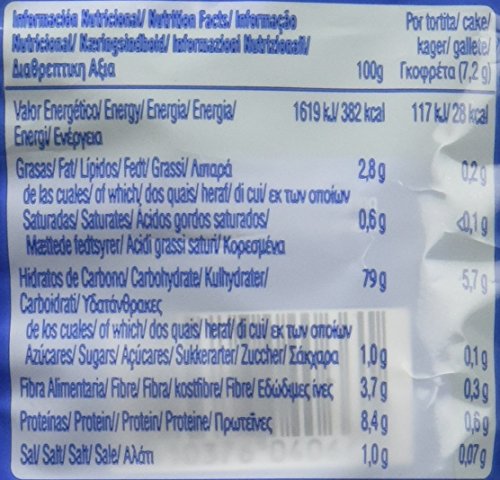 Información Nutricional/ Nutrition Facts/ Informação
Nutricional/ Næringsindhold/ Informazioni Nutrizionali/
Διαθρεπτικη Αξια 100g
Por tortita/ cake/
kager/ gallete/
Γκοφρέτα (7,2 g)
Valor Energético/ Energy/ Energia/ Energia/ 1619 kJ/ 382 kcal 117 kJ/ 28 kcal
Energi/ Ενέργεια
Grasas/ Fat/ Lípidos/ Fedt/ Grassi/ Λιπαρά 2,8 g 0,2 g
de las cuales/ of which/ dos quais/ heraf/ di cui/ εκ των οποίων
Saturadas/ Saturates/ Ácidos gordos saturados/ 0,6 g <0,1 g
Mættede fedtsyrer/ Acidi grassi saturi/ Κορεσμένα
Hidratos de Carbono/ Carbohydrate/ Kulhydrater/ 79 g 5,7 g
Carboidrati/ Υδατάνθρακες
de los cuales/ of which/ dos quais/ heraf/ di cui/ εκ των οποίων
Azúcares/ Sugars/ Açúcares/ Sukkerarter/ Zuccher/ Σάκχαρα 1,0 g 0,1 g
Fibra Alimentaria/ Fibre/ Fibra/ kostfibre/ Fibre/ Εδώδιμες ίνες 3,7 g 0,3 g
Proteínas/ Protein// Protein/ Proteine/ Πρωτεΐνες 8,4 g 0,6 g
Sal/ Salt/ Salt/ Sale/ Αλάτι 1,0 g 0,07 g